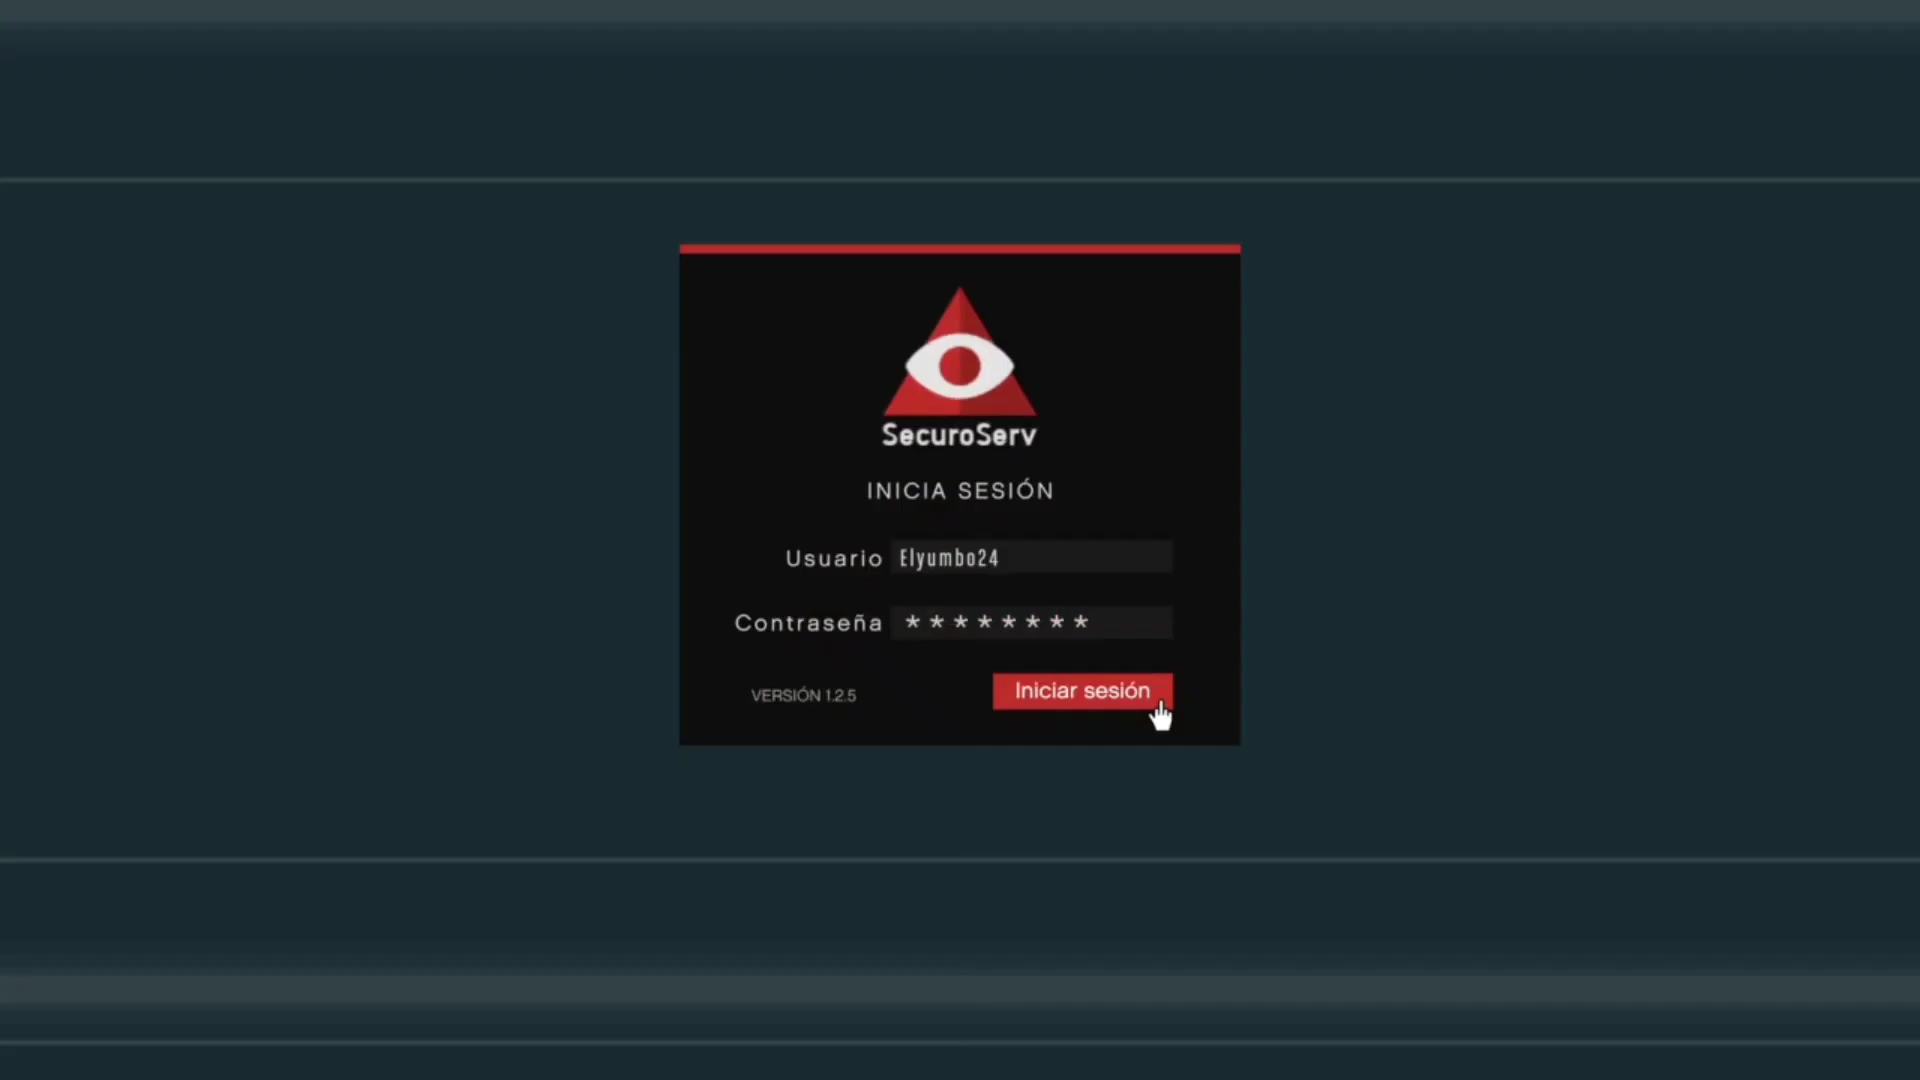 SecuroServ
INICIA SESIÓN
Usuario Elyumbo24
Contraseña ********
VERSIÓN 1.2.5 Iniciar sesión